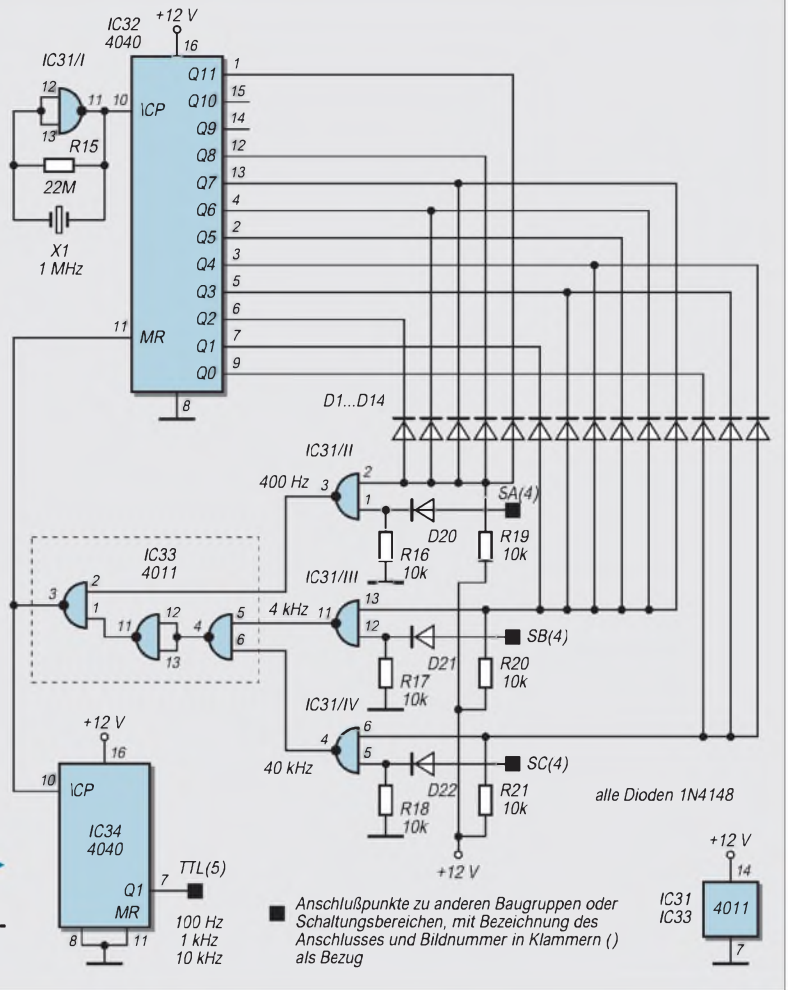 IC32
4040
+12 V
16
IC31/I
12
13
11
10
\CP
R15
22M
X1
1 MHz
11
MR
8
Q11
1
Q10
15
Q9
14
Q8
12
Q7
13
Q6
4
Q5
2
Q4
3
Q3
5
Q2
6
Q1
7
Q0
9
D1...D14
IC31/II
400 Hz
3
2
1
SA(4)
D20
R16
10k
R19
10k
IC33
4011
3
2
1
11
12
13
4
5
6
IC31/III
4 kHz
11
13
12
SB(4)
D21
R17
10k
R20
10k
IC31/IV
40 kHz
4
6
5
SC(4)
D22
R18
10k
R21
10k
+12 V
alle Dioden 1N4148
+12 V
16
10
\CP
IC34
4040
Q1
7
TTL(5)
MR
8
11
100 Hz
1 kHz
10 kHz
Anschlußpunkte zu anderen Baugruppen oder
Schaltungsbereichen, mit Bezeichnung des
Anschlusses und Bildnummer in Klammern ()
als Bezug
+12 V
14
IC31
IC33
4011
7